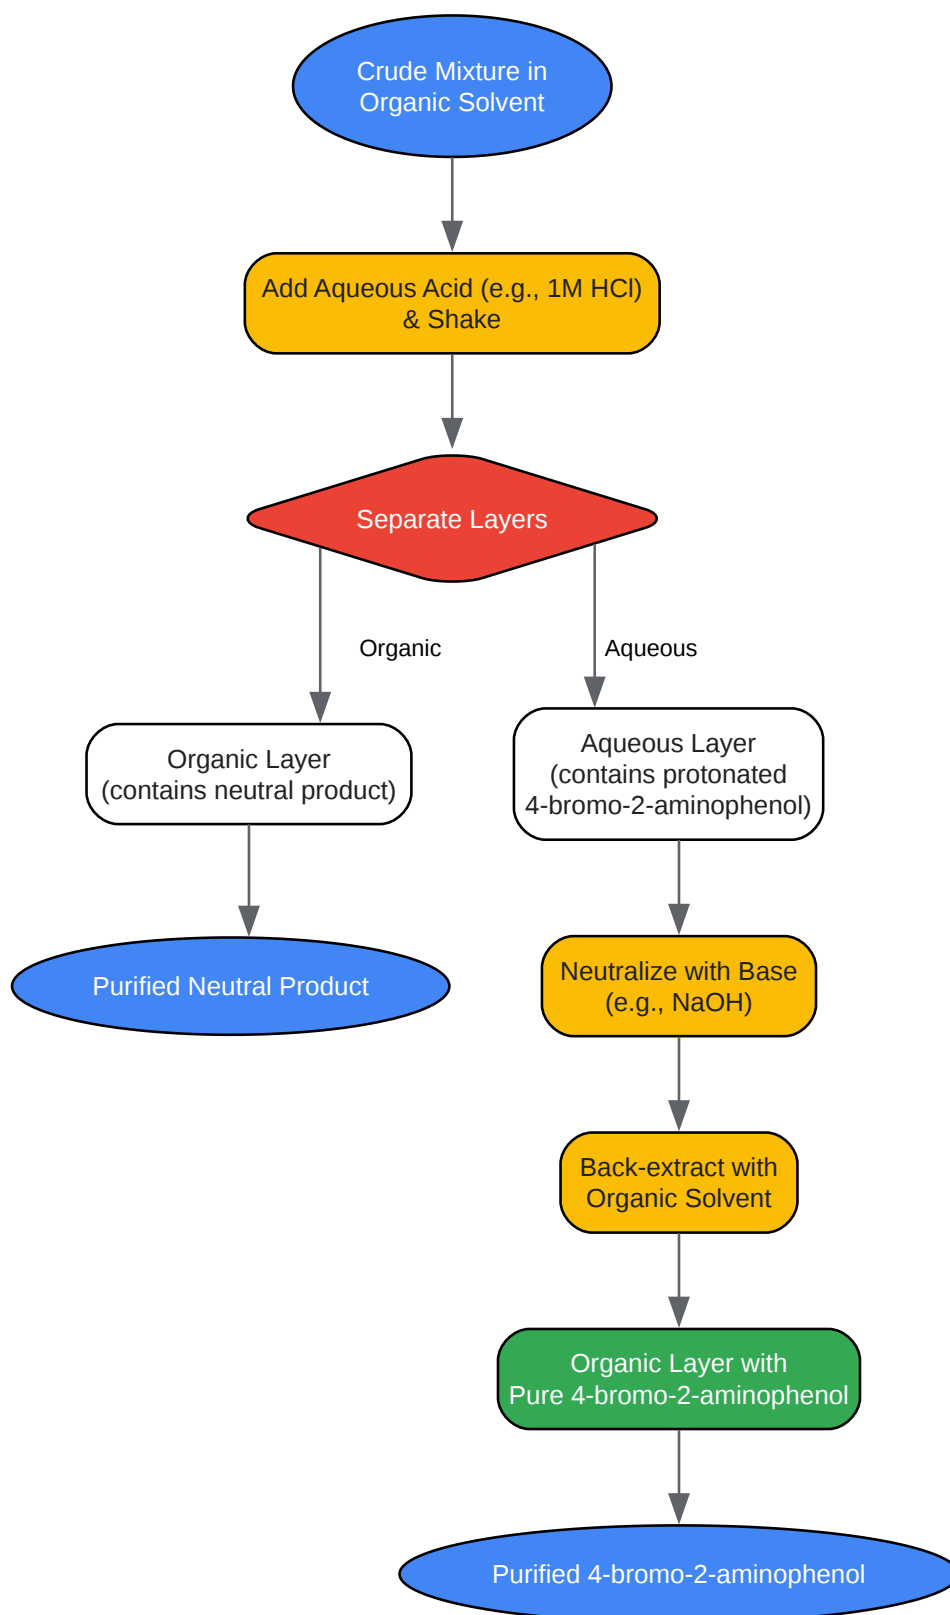 Crude Mixture in
Organic Solvent
Add Aqueous Acid (e.g., 1M HCl)
& Shake
Separate Layers
Organic
Aqueous
Organic Layer
(contains neutral product)
Aqueous Layer
(contains protonated
4-bromo-2-aminophenol)
Purified Neutral Product
Neutralize with Base
(e.g., NaOH)
Back-extract with
Organic Solvent
Organic Layer with
Pure 4-bromo-2-aminophenol
Purified 4-bromo-2-aminophenol